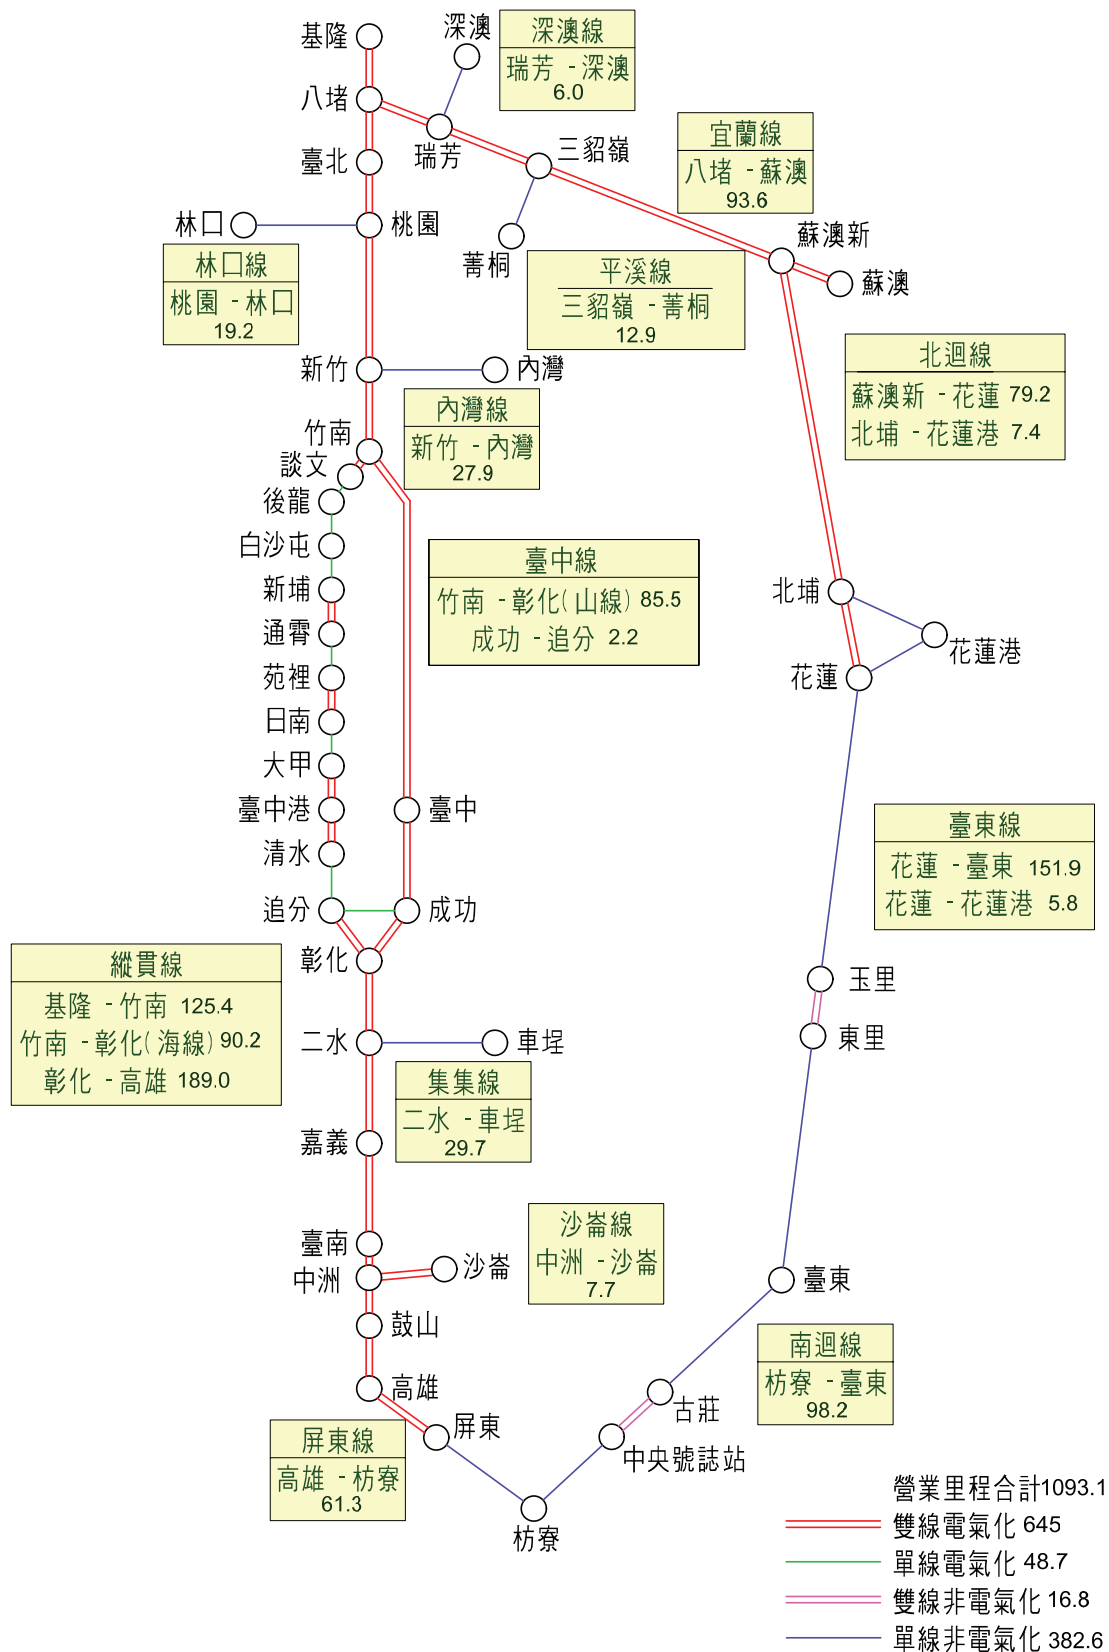 基隆
深澳
深澳線
瑞芳 - 深澳
6.0
八堵
瑞芳
臺北
三貂嶺
宜蘭線
八堵 - 蘇澳
93.6
林口
桃園
菁桐
蘇澳新
蘇澳
林口線
桃園 - 林口
19.2
平溪線
三貂嶺 - 菁桐
12.9
新竹
內灣
北迴線
蘇澳新 - 花蓮 79.2
北埔 - 花蓮港 7.4
內灣線
新竹 - 內灣
27.9
竹南
談文
後龍
白沙屯
新埔
通霄
苑裡
日南
大甲
臺中港
清水
追分
臺中線
竹南 - 彰化(山線) 85.5
成功 - 追分 2.2
北埔
花蓮港
花蓮
臺中
成功
臺東線
花蓮 - 臺東 151.9
花蓮 - 花蓮港 5.8
彰化
縱貫線
基隆 - 竹南 125.4
竹南 - 彰化(海線) 90.2
彰化 - 高雄 189.0
玉里
東里
二水
車埕
集集線
二水 - 車埕
29.7
嘉義
臺南
中洲
沙崙
沙崙線
中洲 - 沙崙
7.7
臺東
鼓山
高雄
屏東
南迴線
枋寮 - 臺東
98.2
古莊
中央號誌站
屏東線
高雄 - 枋寮
61.3
枋寮
營業里程合計1093.1
雙線電氣化 645
單線電氣化 48.7
雙線非電氣化 16.8
單線非電氣化 382.6